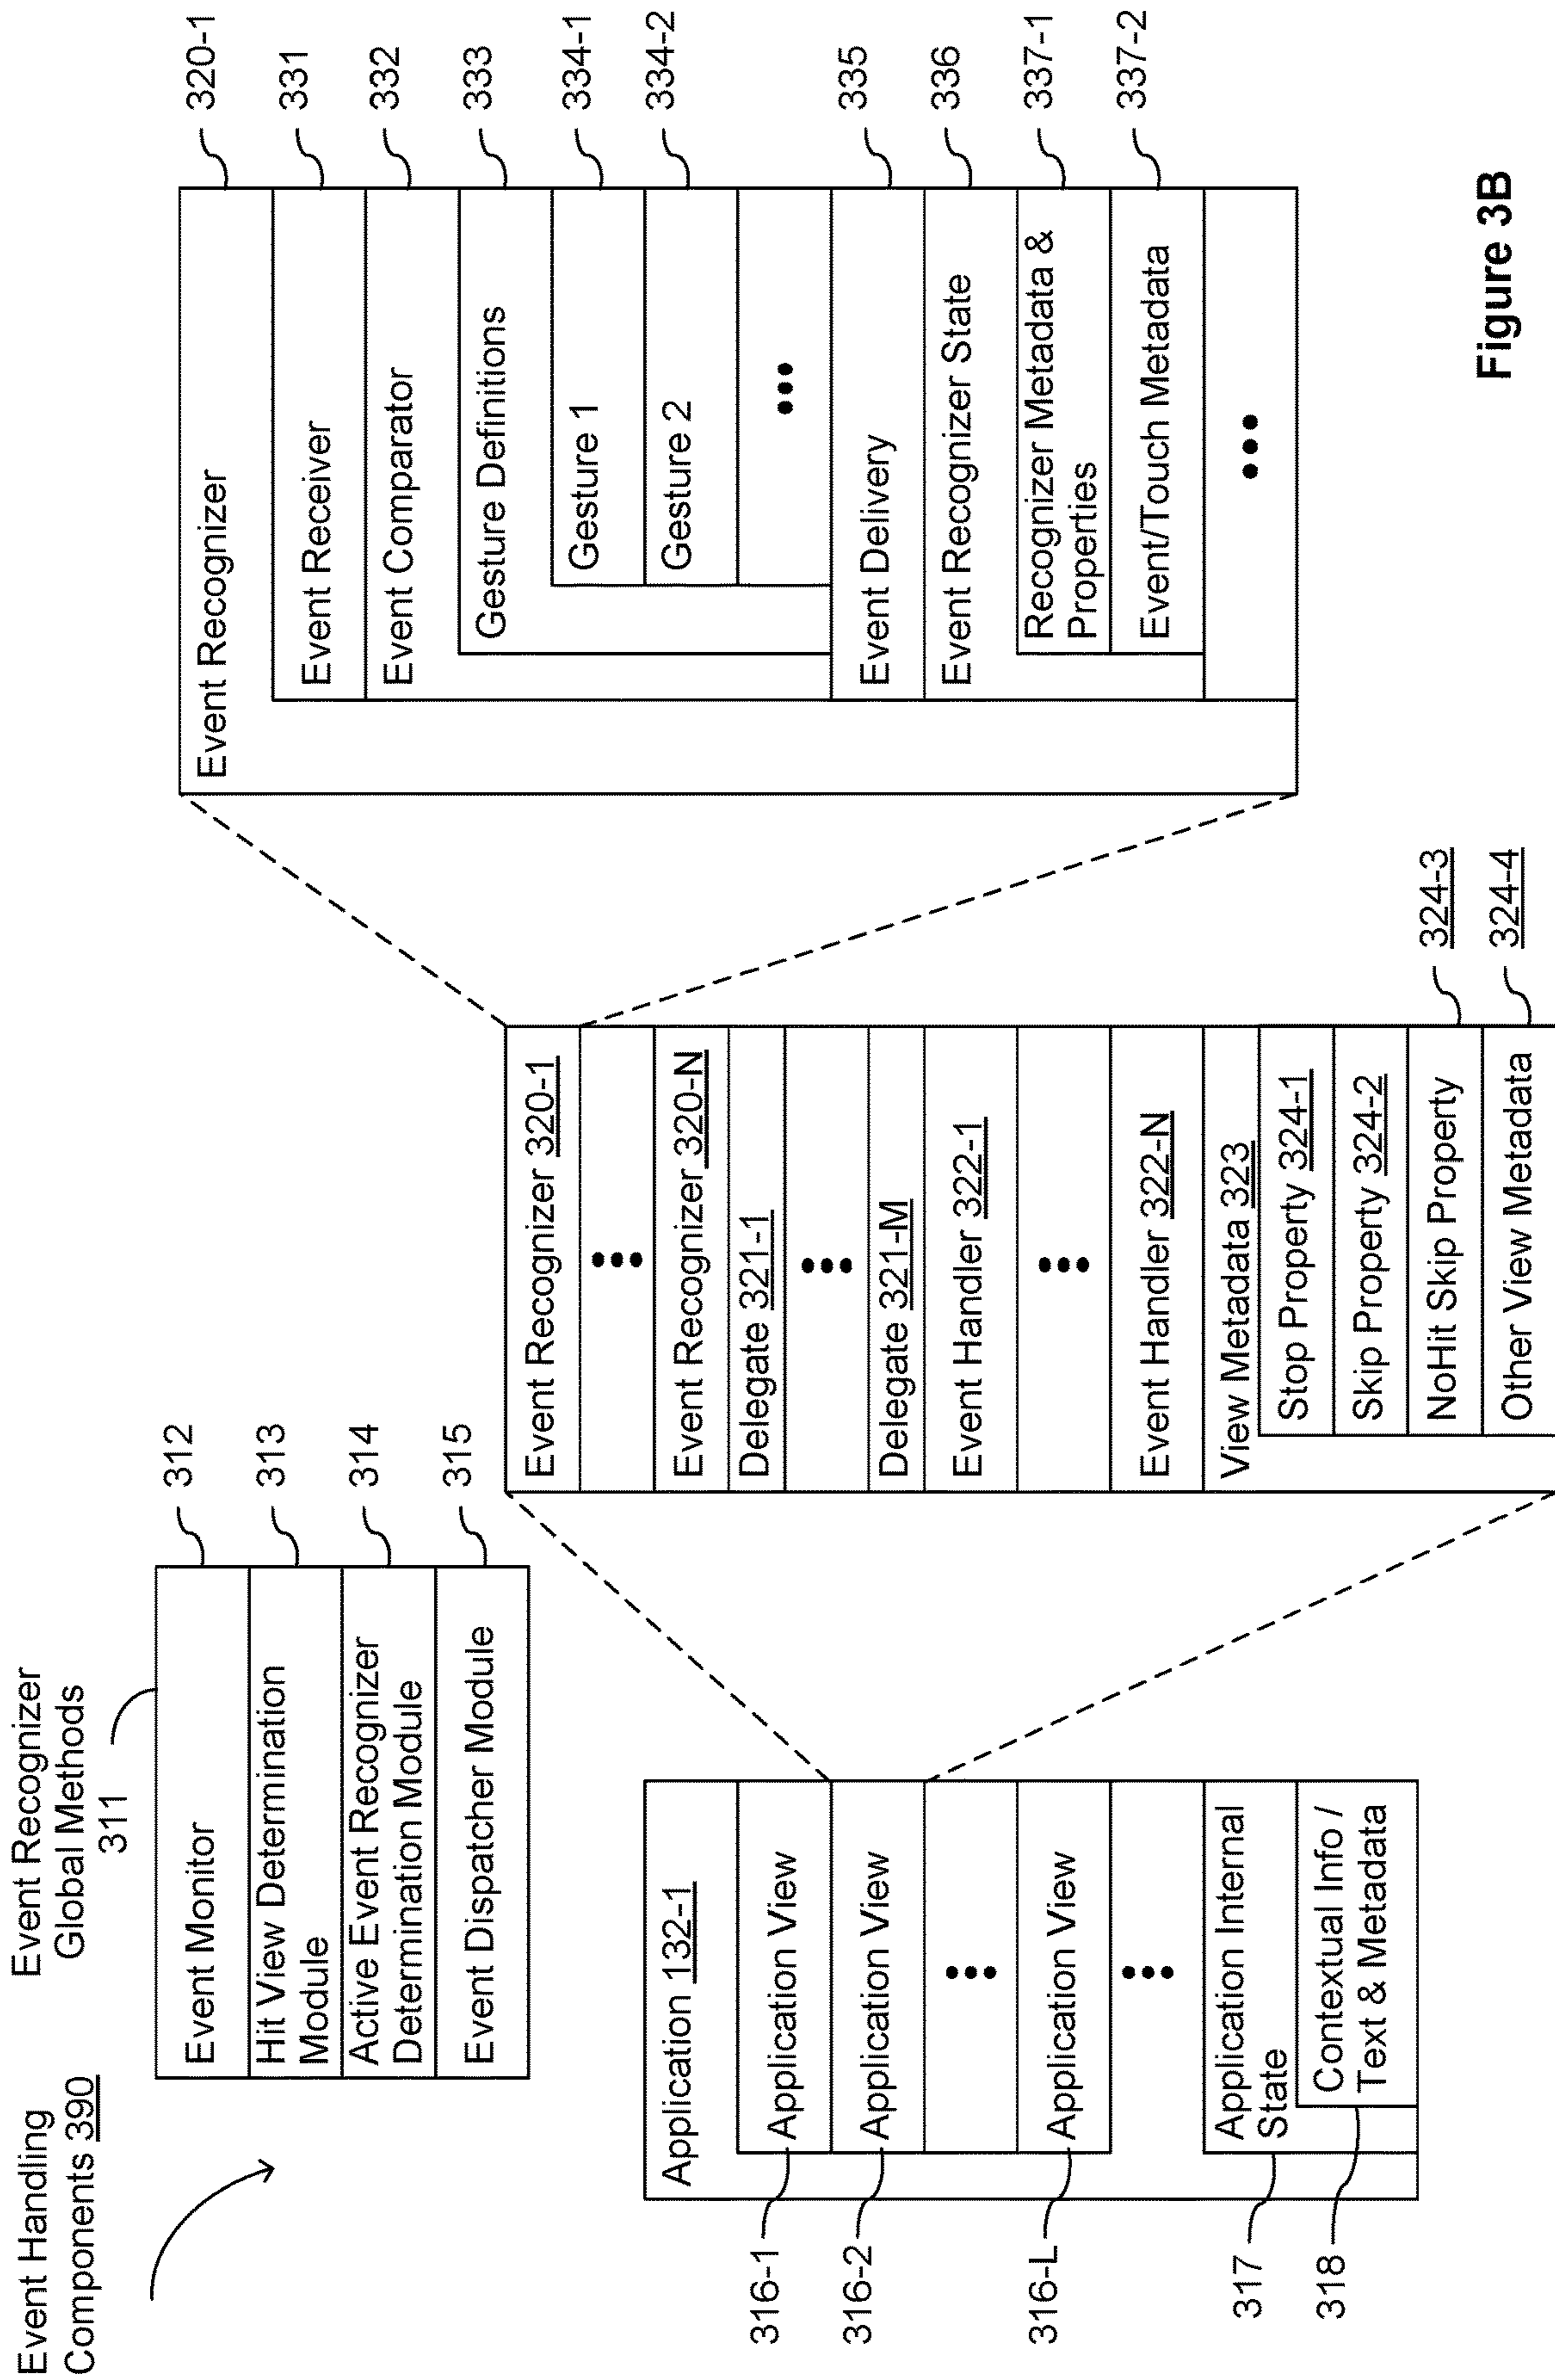 Event Handling
Components 390
Event Recognizer
Global Methods
311
Event Monitor
312
Hit View Determination
Module
313
Active Event Recognizer
Determination Module
314
Event Dispatcher Module
315
Application 132-1
316-1
Application View
316-2
Application View
•••
316-L
Application View
•••
317
Application Internal
State
318
Contextual Info /
Text & Metadata
Event Recognizer 320-1
•••
Event Recognizer 320-N
Delegate 321-1
•••
Delegate 321-M
Event Handler 322-1
•••
Event Handler 322-N
View Metadata 323
Stop Property 324-1
Skip Property 324-2
NoHit Skip Property
324-3
Other View Metadata
324-4
Event Recognizer
320-1
Event Receiver
331
Event Comparator
332
Gesture Definitions
333
Gesture 1
334-1
Gesture 2
334-2
•••
Event Delivery
335
Event Recognizer State
336
Recognizer Metadata &
Properties
337-1
Event/Touch Metadata
337-2
•••
Figure 3B